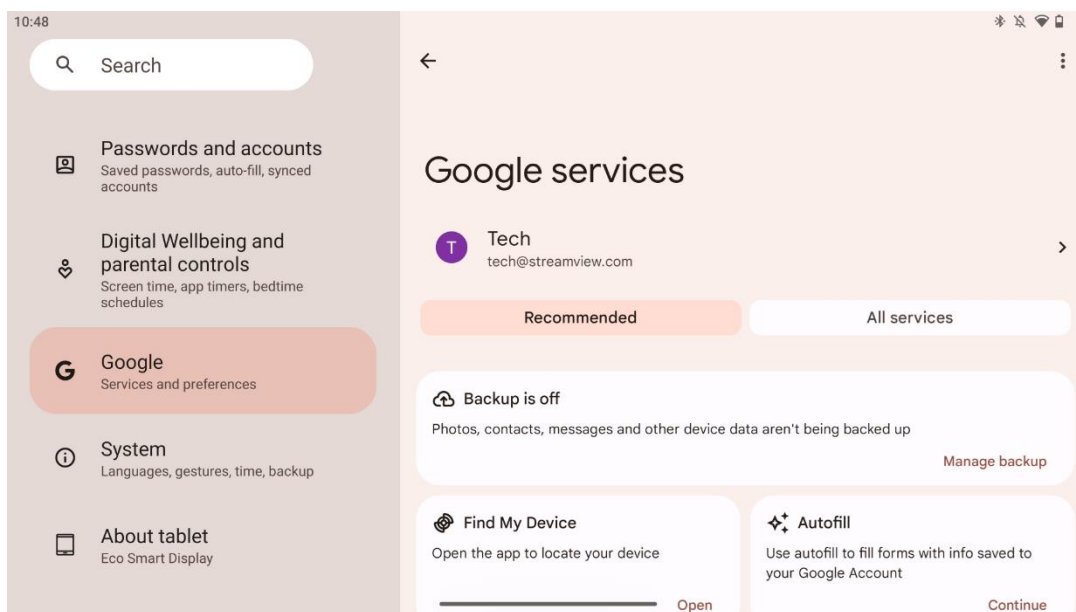 10:48
Search
Passwords and accounts
Saved passwords, auto-fill, synced
accounts
Digital Wellbeing and
parental controls
Screen time, app timers, bedtime
schedules
G
Google
Services and preferences
System
Languages, gestures, time, backup
About tablet
Eco Smart Display
Google services
T
Tech
tech@streamview.com
Recommended
All services
Backup is off
Photos, contacts, messages and other device data aren't being backed up
Manage backup
Find My Device
Open the app to locate your device
Open
Autofill
Use autofill to fill forms with info saved to
your Google Account
Continue